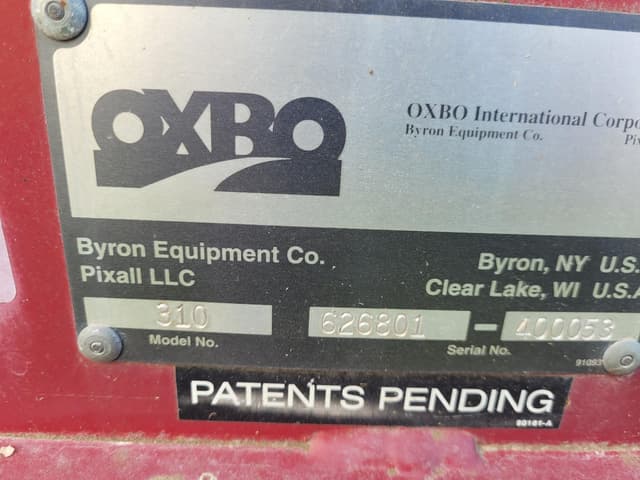 OXBO
OXBO International Corpo
Byron Equipment Co. Pix
Byron Equipment Co.
Pixall LLC
Byron, NY U.S.
Clear Lake, WI U.S.A
310
Model No.
626801 - 400053
Serial No.
PATENTS PENDING